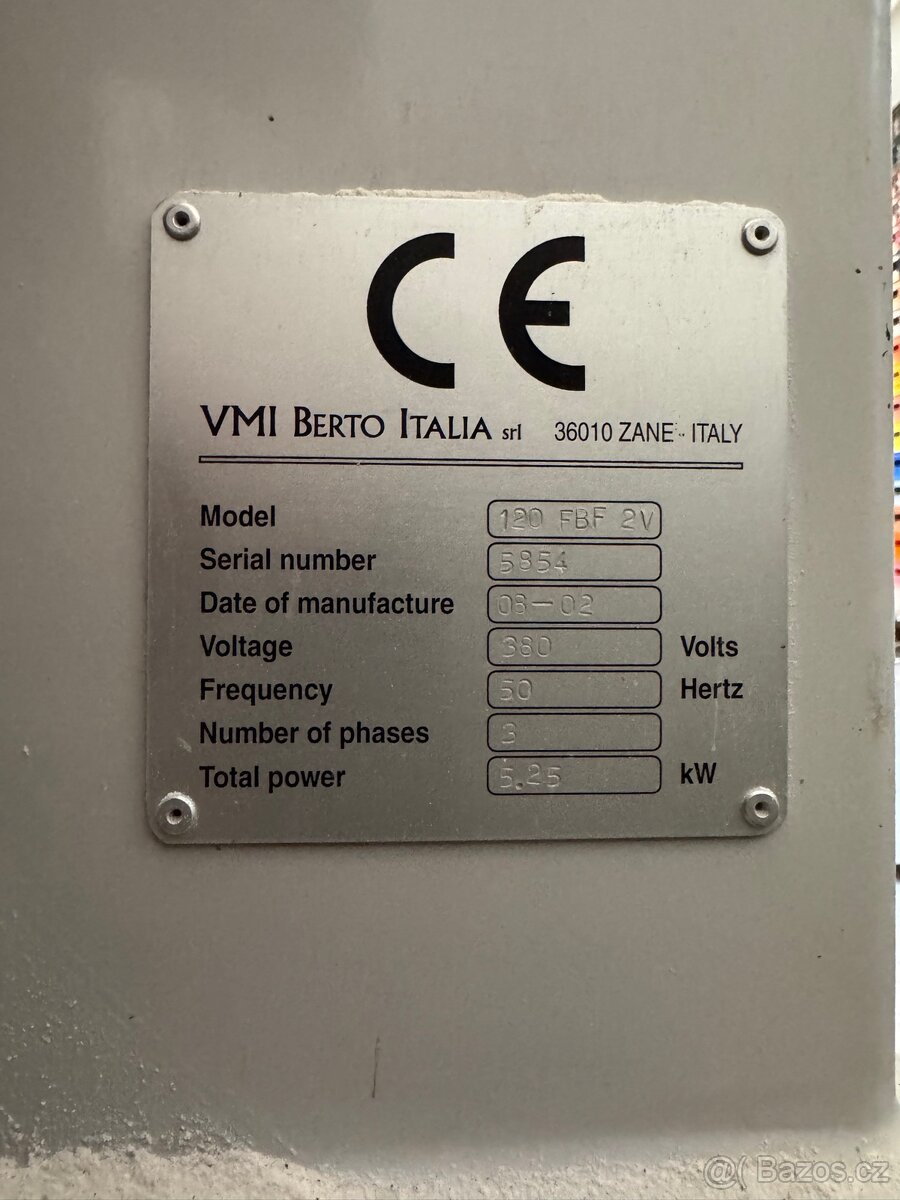 CE
VMI BERTO ITALIA srl 36010 ZANE - ITALY
Model 120 FBF 2V
Serial number 5854
Date of manufacture 08-02
Voltage 380 Volts
Frequency 50 Hertz
Number of phases 3
Total power 5.25 kW
@( Bazos.cz